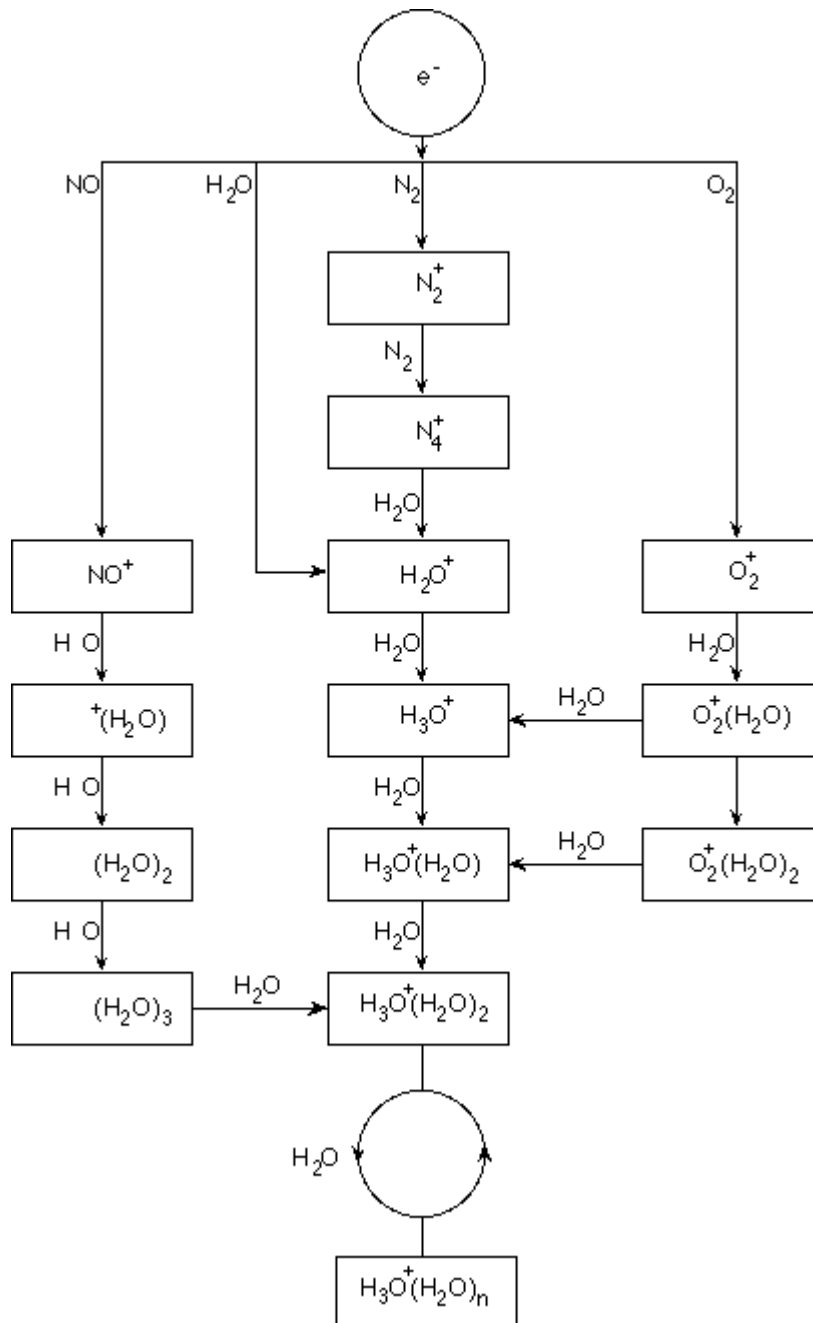 e⁻
NO H₂O N₂ O₂
N₂⁺
N₂
N₄⁺
H₂O
NO⁺ H₂O⁺ O₂⁺
H O H₂O H₂O
⁺(H₂O) H₃O⁺ H₂O O₂⁺(H₂O)
H O H₂O
(H₂O)₂ H₃O⁺(H₂O) H₂O O₂⁺(H₂O)₂
H O H₂O
(H₂O)₃ H₂O H₃O⁺(H₂O)₂
H₂O
H₃O⁺(H₂O)ₙ